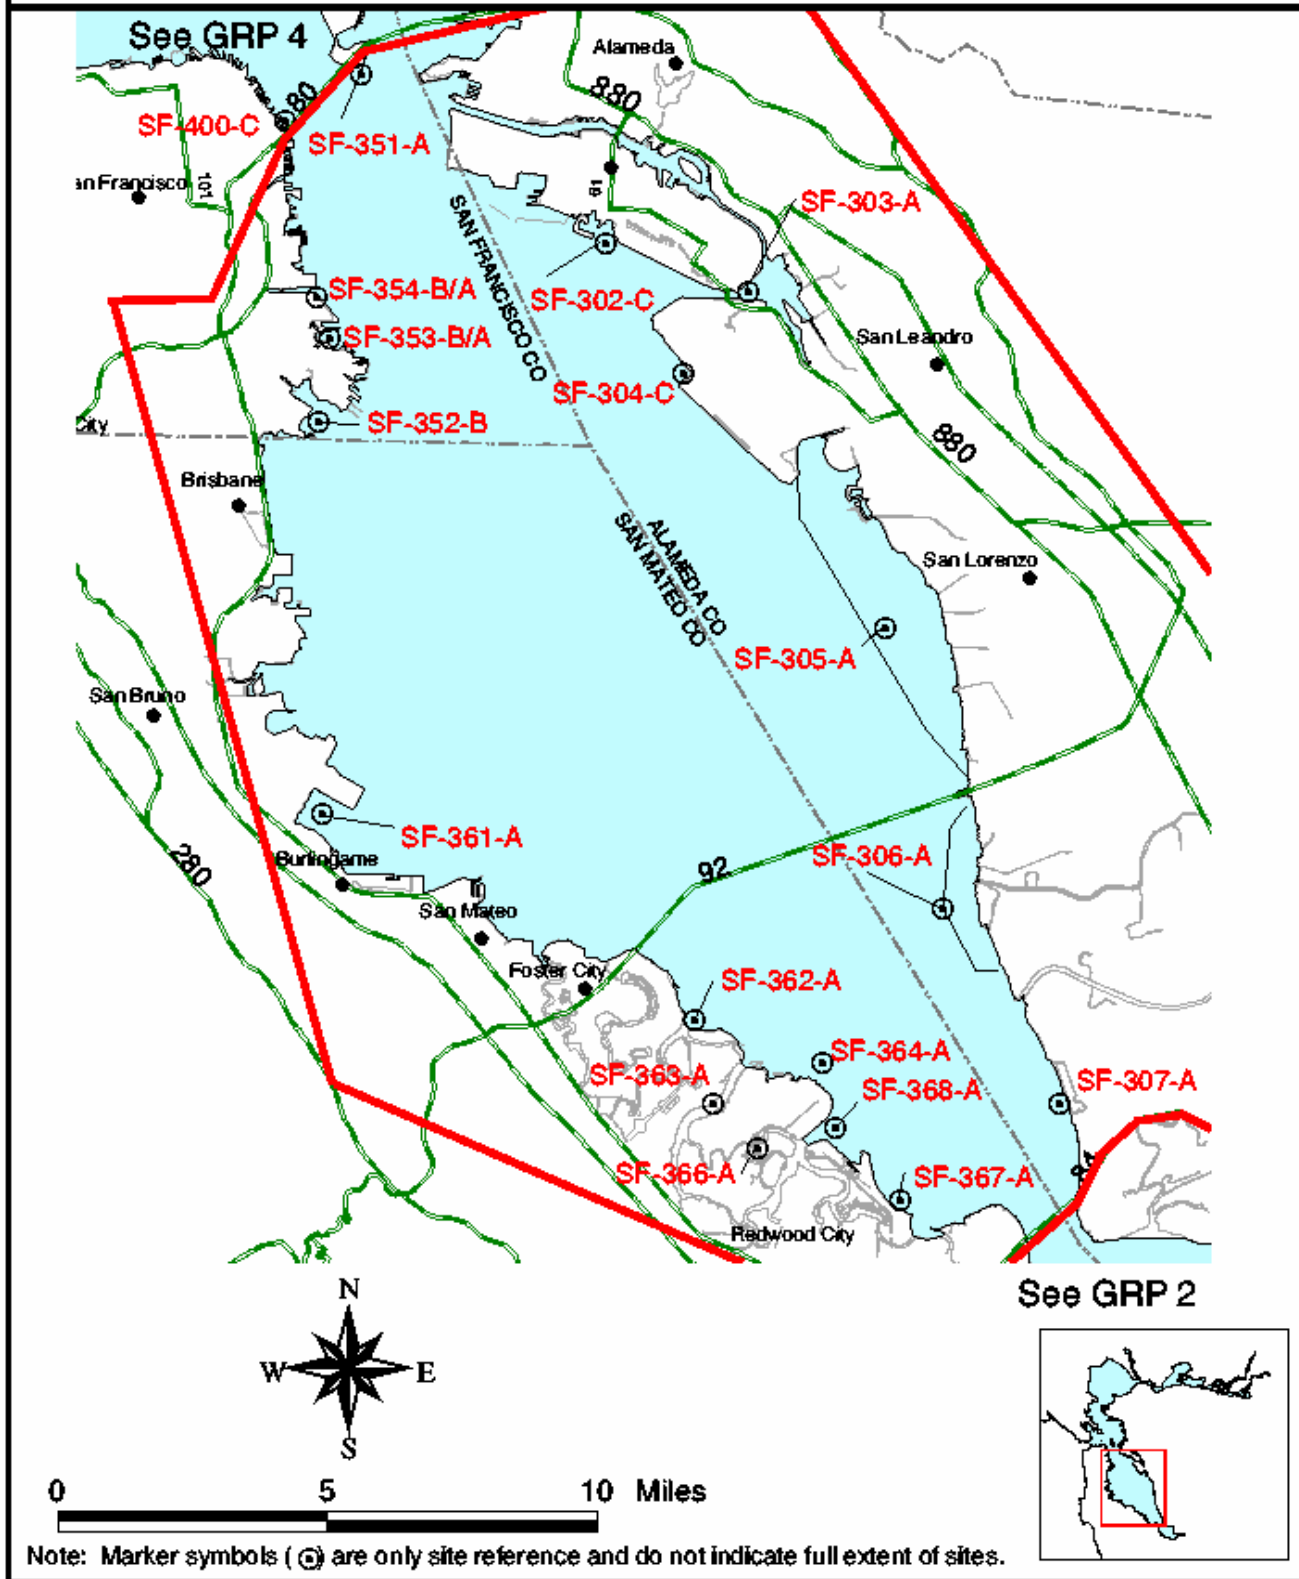 See GRP 4
Alameda
880
80
SF-400-C
SF-351-A
an Francisco
101
61
SF-303-A
SAN FRANCISCO CO
SF-354-B/A
SF-302-C
SF-353-B/A
San Leandro
SF-304-C
SF-352-B
City
880
Brisbane
ALAMEDA CO
SAN MATEO CO
San Lorenzo
SF-305-A
San Bruno
SF-361-A
280
Burlingame
92
SF-306-A
San Mateo
Foster City
SF-362-A
SF-364-A
SF-363-A
SF-307-A
SF-368-A
84
SF-366-A
SF-367-A
Redwood City
See GRP 2
N
W E
S
0 5 10 Miles
Note: Marker symbols ( ) are only site reference and do not indicate full extent of sites.